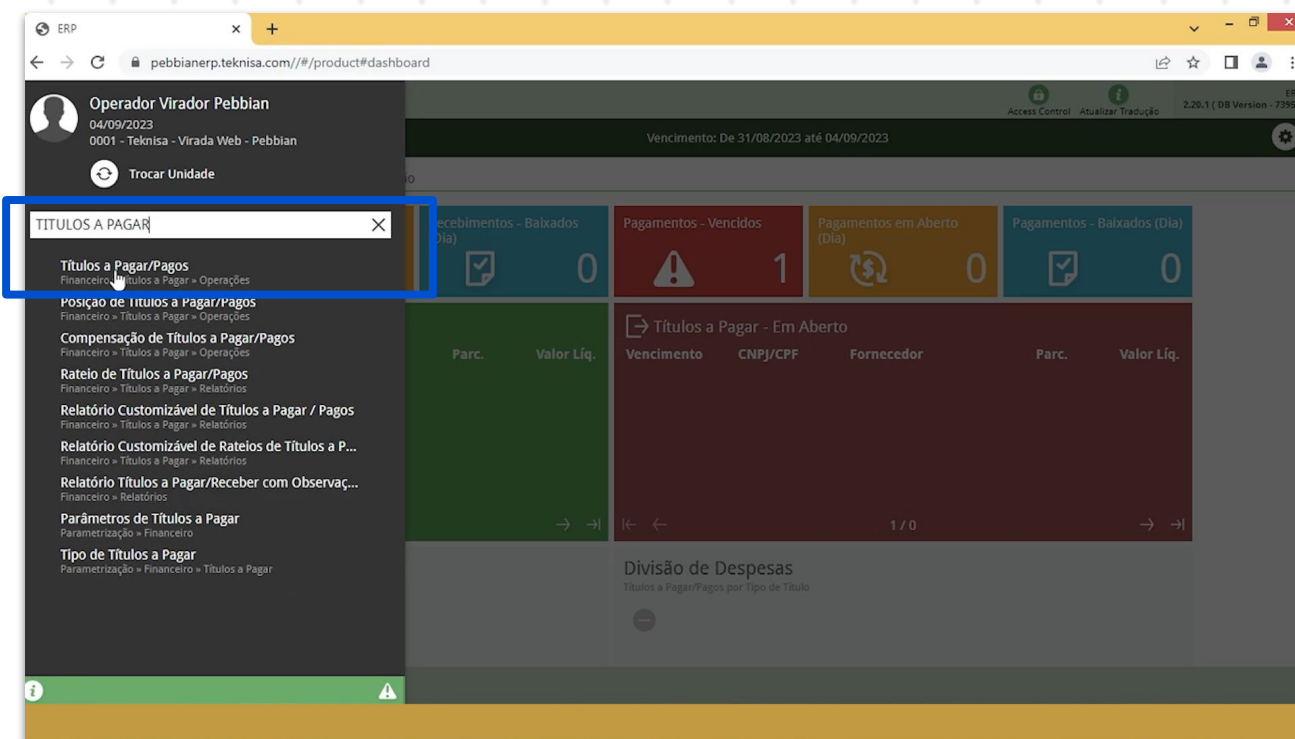 ERP
pebbianerp.teknisa.com//#/product#dashboard
Operador Virador Pebbian
04/09/2023
0001 - Teknisa - Virada Web - Pebbian
Trocar Unidade
Access Control Atualizar Tradução
2.20.1 ( DB Version - 7395
Vencimento: De 31/08/2023 até 04/09/2023
TITULOS A PAGAR
Títulos a Pagar/Pagos
Financeiro » Títulos a Pagar » Operações
Posição de Títulos a Pagar/Pagos
Financeiro » Títulos a Pagar » Operações
Compensação de Títulos a Pagar/Pagos
Financeiro » Títulos a Pagar » Operações
Rateio de Títulos a Pagar/Pagos
Financeiro » Títulos a Pagar » Relatórios
Relatório Customizável de Títulos a Pagar / Pagos
Financeiro » Títulos a Pagar » Relatórios
Relatório Customizável de Rateios de Títulos a P...
Financeiro » Títulos a Pagar » Relatórios
Relatório Títulos a Pagar/Receber com Observaç...
Financeiro » Relatórios
Parâmetros de Títulos a Pagar
Parametrização » Financeiro
Tipo de Títulos a Pagar
Parametrização » Financeiro » Títulos a Pagar
ecebimentos - Baixados
Dia)
0
Pagamentos - Vencidos
1
Pagamentos em Aberto
(Dia)
0
Pagamentos - Baixados (Dia)
0
Parc. Valor Líq.
Títulos a Pagar - Em Aberto
Vencimento CNPJ/CPF Fornecedor Parc. Valor Líq.
1 / 0
Divisão de Despesas
Títulos a Pagar/Pagos por Tipo de Título